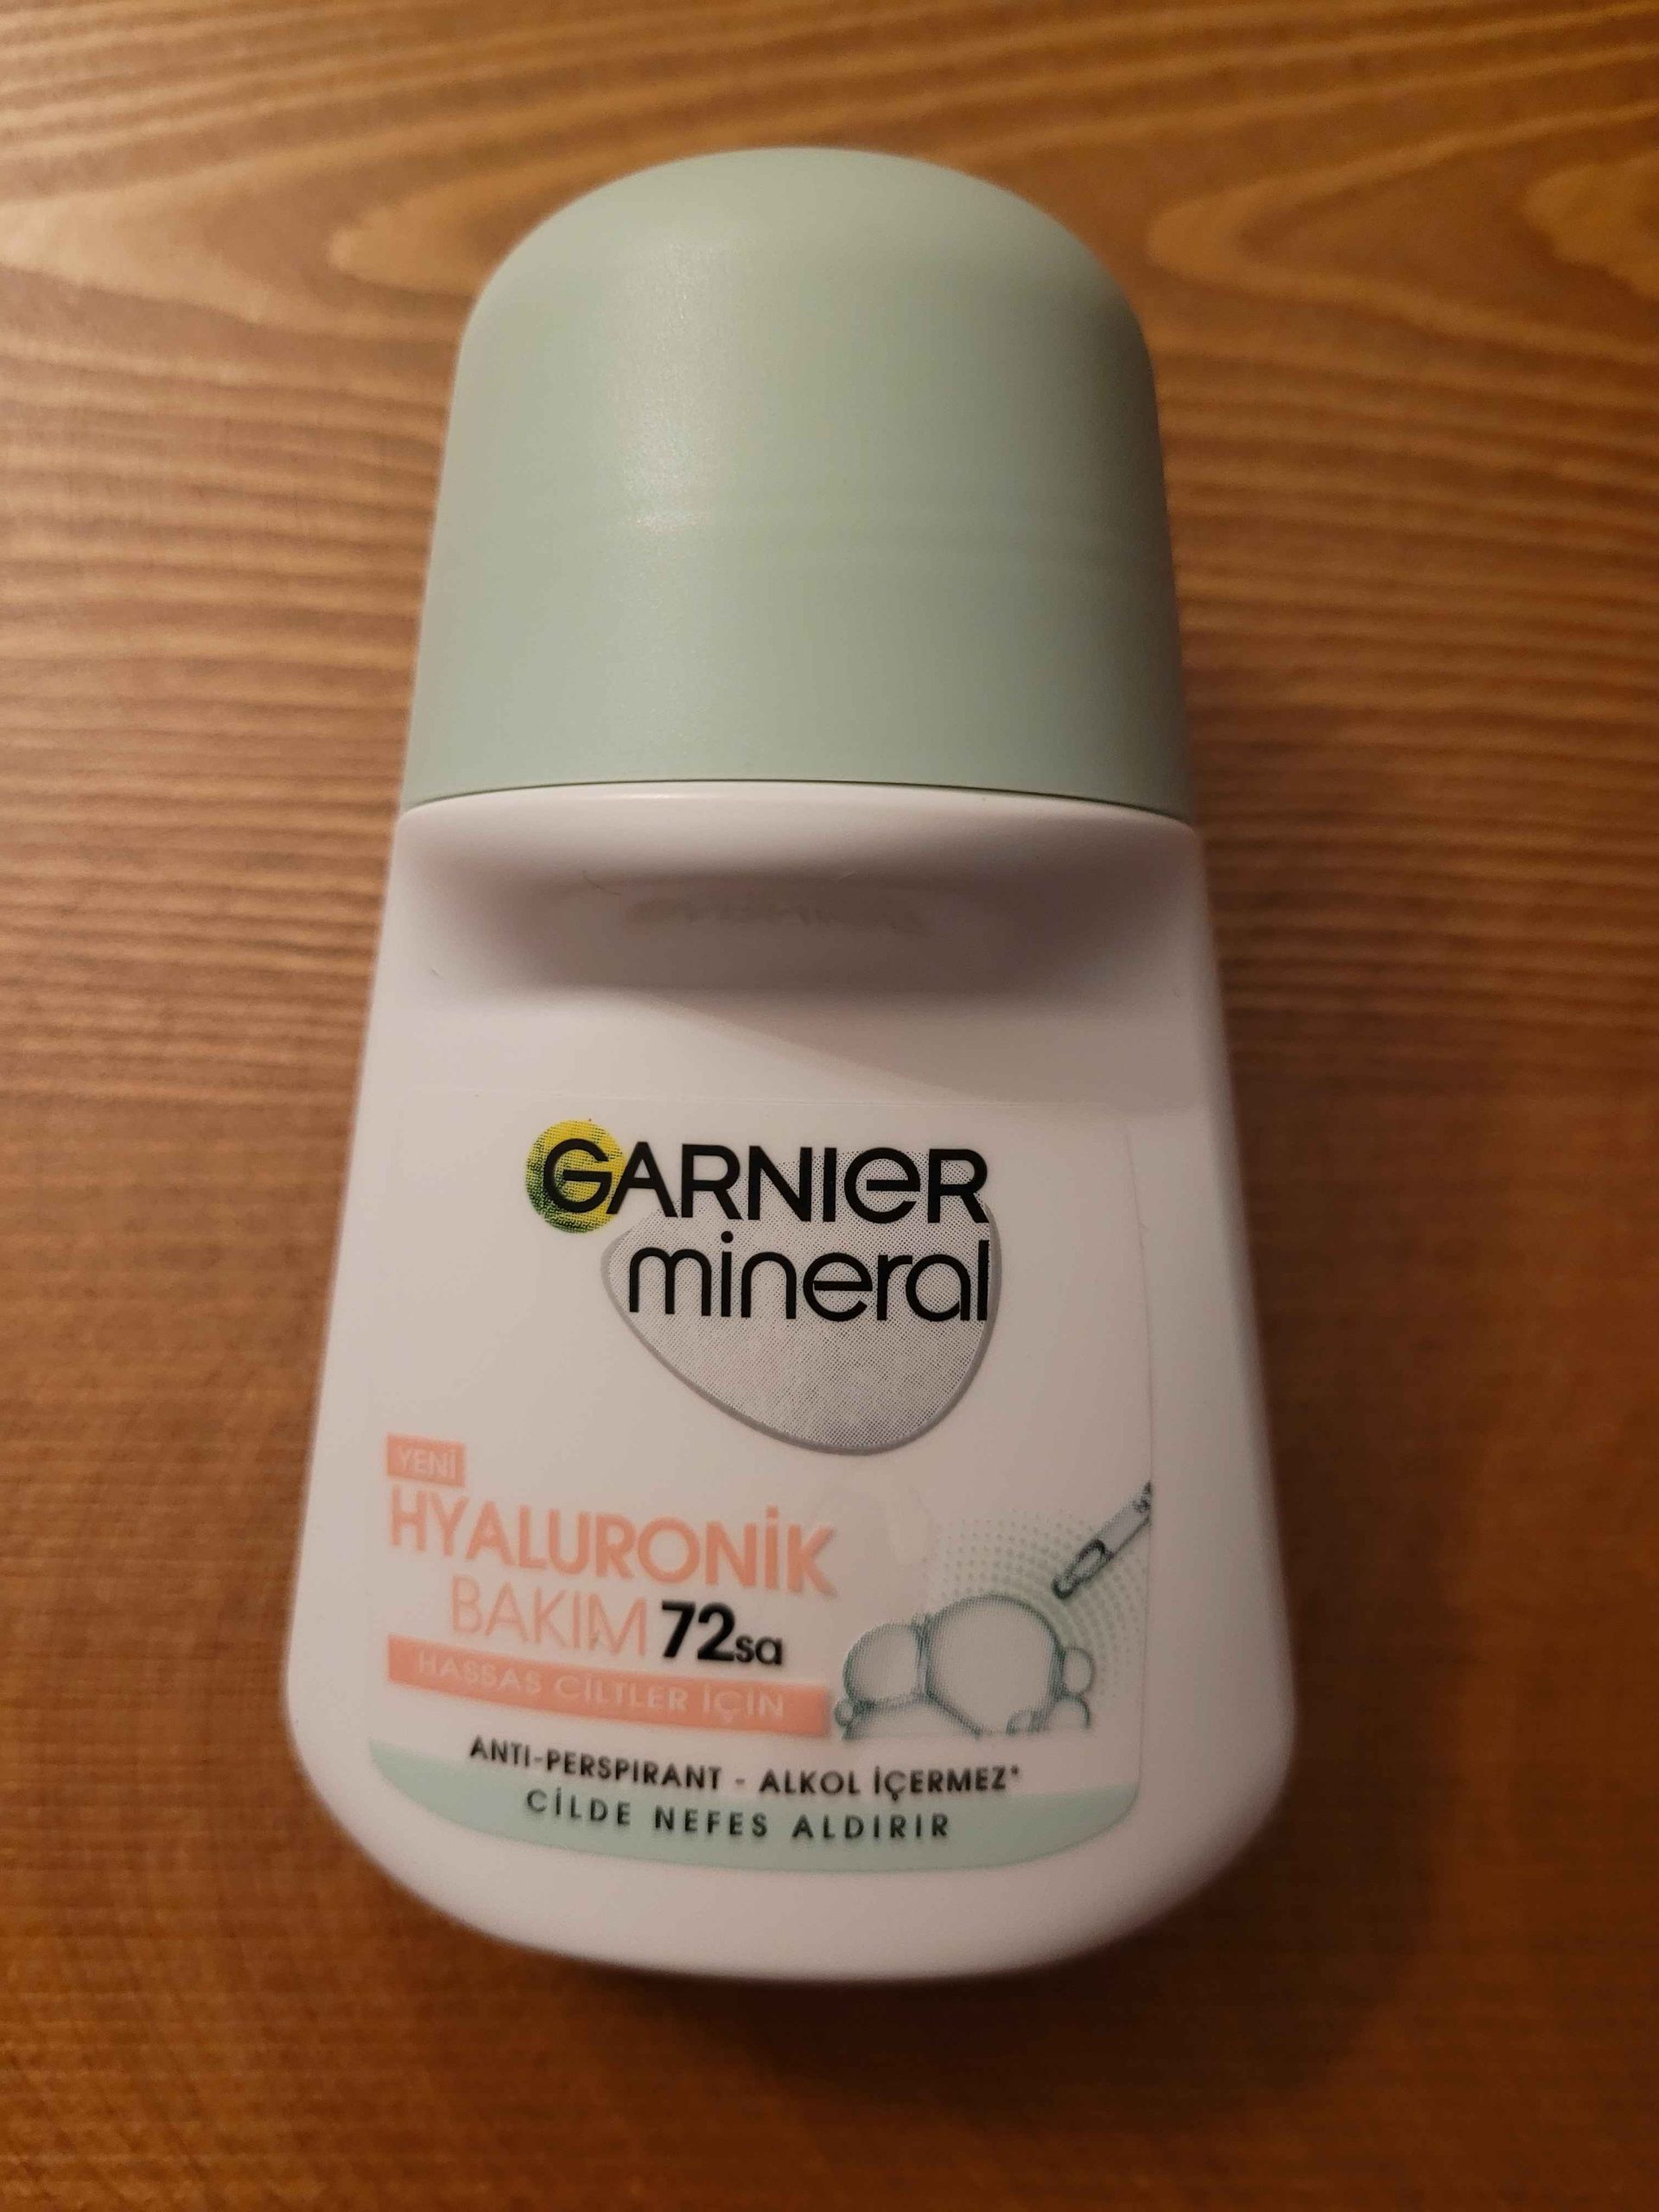 GARNIER
mineral
YENİ
HYALURONİK
BAKIM 72sa
HASSAS CİLTLER İÇİN
ANTI-PERSPIRANT - ALKOL İÇERMEZ*
CİLDE NEFES ALDIRIR